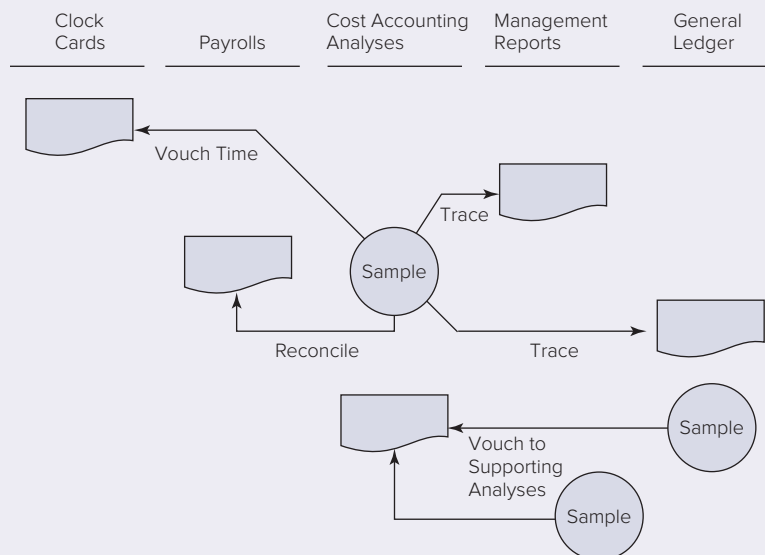 Clock
Cards
Payrolls
Cost Accounting
Analyses
Management
Reports
General
Ledger
Vouch Time
Trace
Sample
Reconcile
Trace
Sample
Vouch to
Supporting
Analyses
Sample